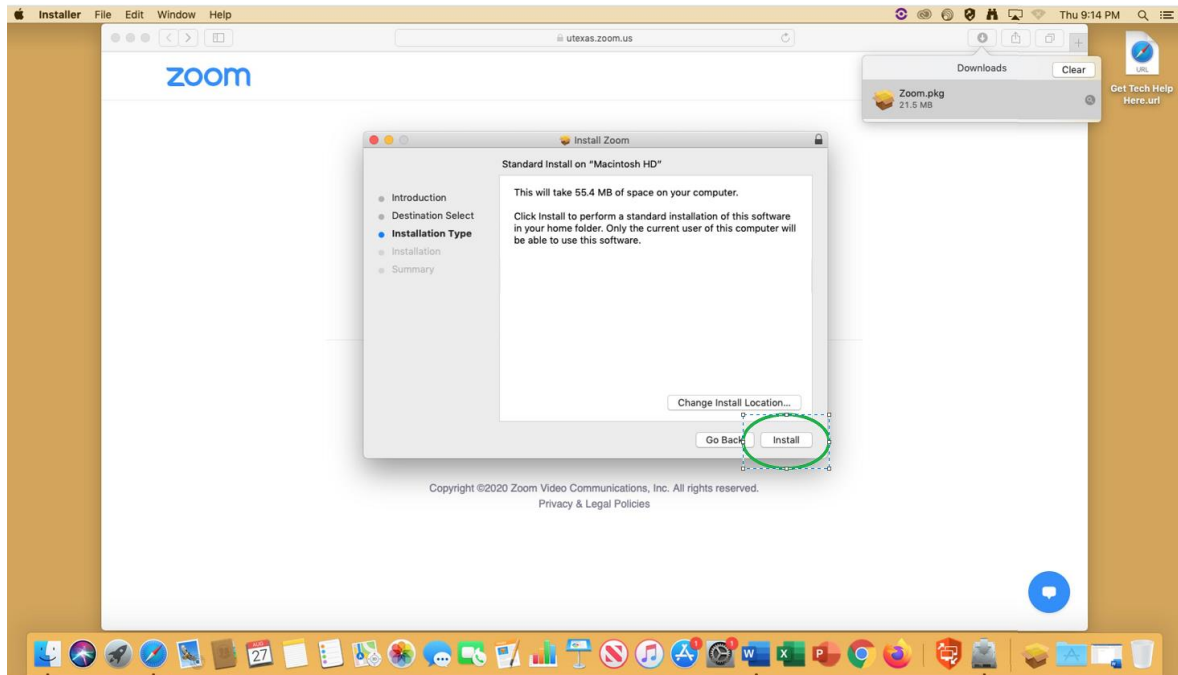 Installer File Edit Window Help
Thu 9:14 PM
utexas.zoom.us
zoom
Downloads
Clear
Zoom.pkg
21.5 MB
URL
Get Tech Help
Here.url
Install Zoom
Standard Install on "Macintosh HD"
Introduction
Destination Select
Installation Type
Installation
Summary
This will take 55.4 MB of space on your computer.
Click Install to perform a standard installation of this software
in your home folder. Only the current user of this computer will
be able to use this software.
Change Install Location...
Go Back
Install
Copyright ©2020 Zoom Video Communications, Inc. All rights reserved.
Privacy & Legal Policies
AUG
27
1
1
W
X
P